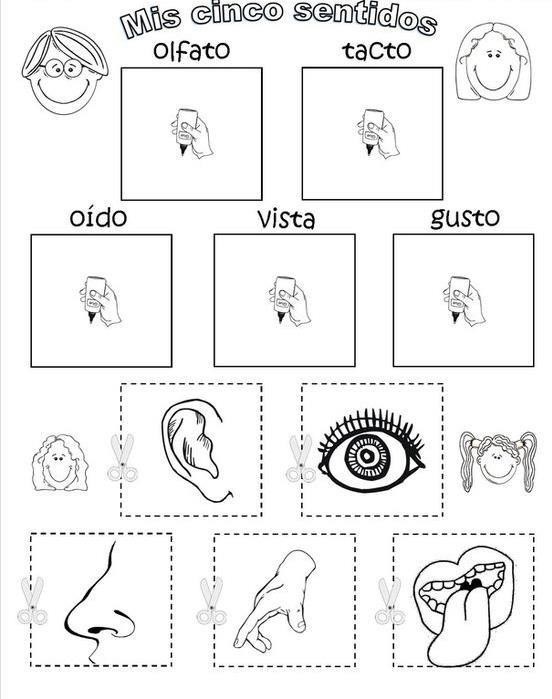 Mis cinco sentidos
olfato tacto
oído vista gusto